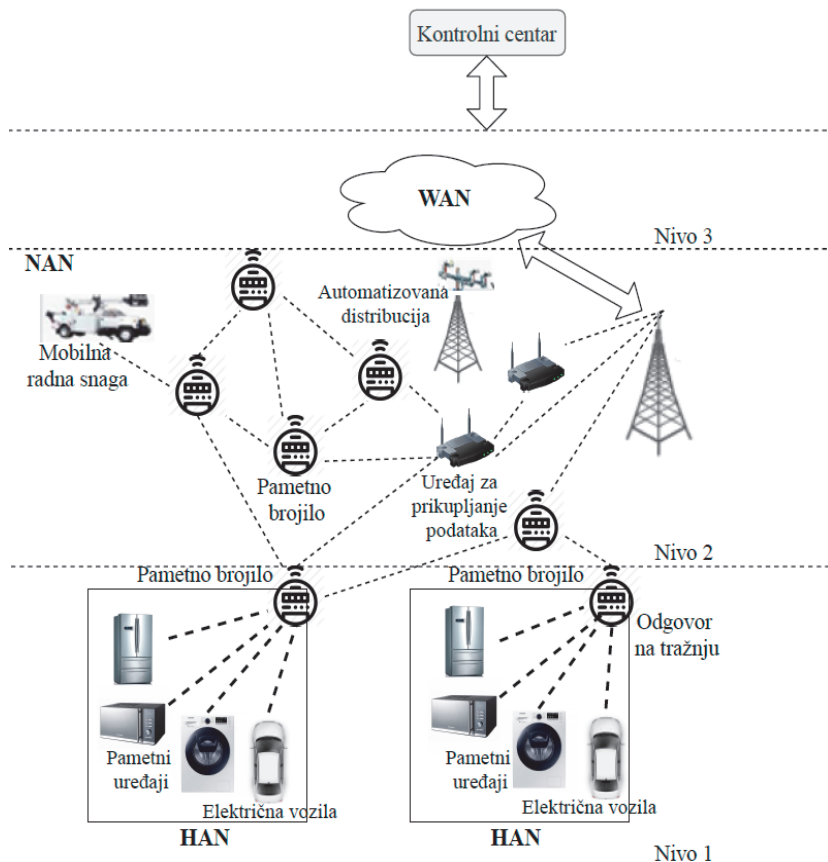 Kontrolni centar
WAN
Nivo 3
NAN
Automatizovana
distribucija
Mobilna
radna snaga
Pametno
brojilo
Uređaj za
prikupljanje
podataka
Nivo 2
Pametno brojilo
Pametno brojilo
Odgovor
na tražnju
Pametni
uređaji
Električna vozila
HAN
Pametni
uređaji
Električna vozila
HAN
Nivo 1